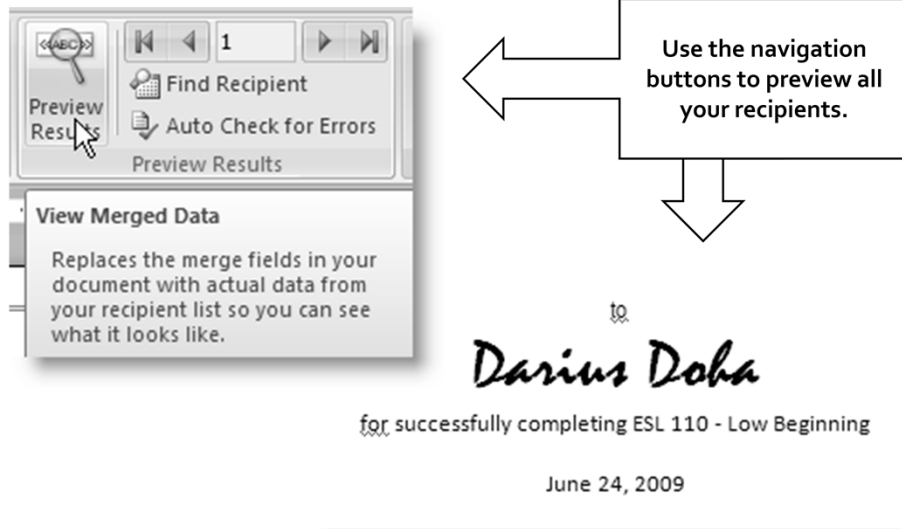 «ABC»
1
Find Recipient
Preview
Results
Auto Check for Errors
Preview Results
View Merged Data
Replaces the merge fields in your
document with actual data from
your recipient list so you can see
what it looks like.
Use the navigation
buttons to preview all
your recipients.
to
Darius Doha
for successfully completing ESL 110 - Low Beginning
June 24, 2009